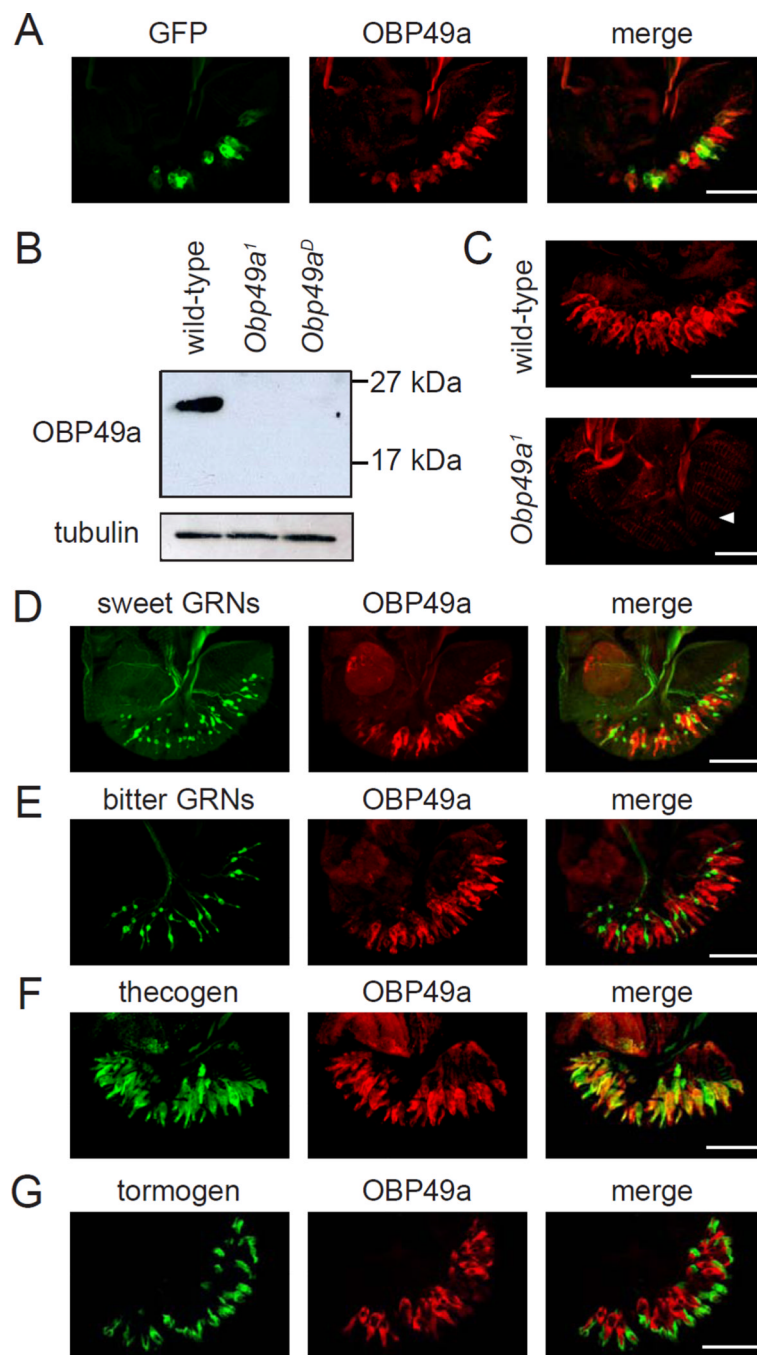 A
GFP OBP49a merge
B
wild-type Obp49a¹ Obp49aᴰ
OBP49a
27 kDa
17 kDa
tubulin
C
wild-type
Obp49a¹
D
sweet GRNs OBP49a merge
E
bitter GRNs OBP49a merge
F
thecogen OBP49a merge
G
tormogen OBP49a merge